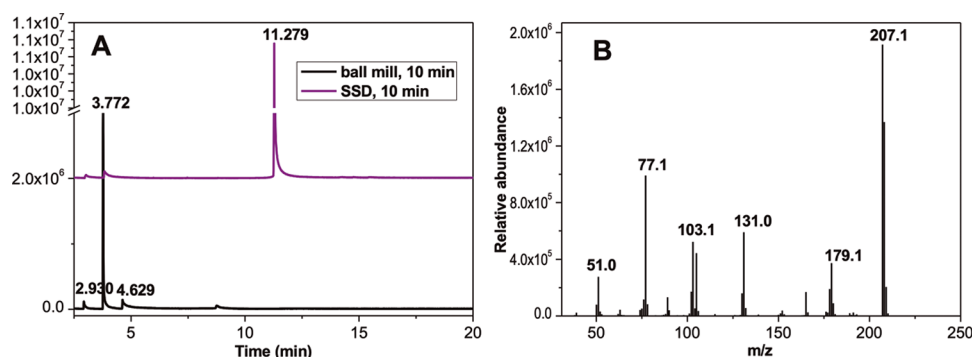 A
11.279
1.1x10⁷
1.1x10⁷
1.1x10⁷
1.0x10⁷
1.0x10⁷
1.0x10⁷
ball mill, 10 min
SSD, 10 min
3.772
2.0x10⁶
2.930
4.629
0.0
5
10
15
20
Time (min)
B
207.1
2.0x10⁶
1.6x10⁶
1.2x10⁶
8.0x10⁵
4.0x10⁵
0.0
Relative abundance
77.1
131.0
103.1
51.0
179.1
50
100
150
200
250
m/z